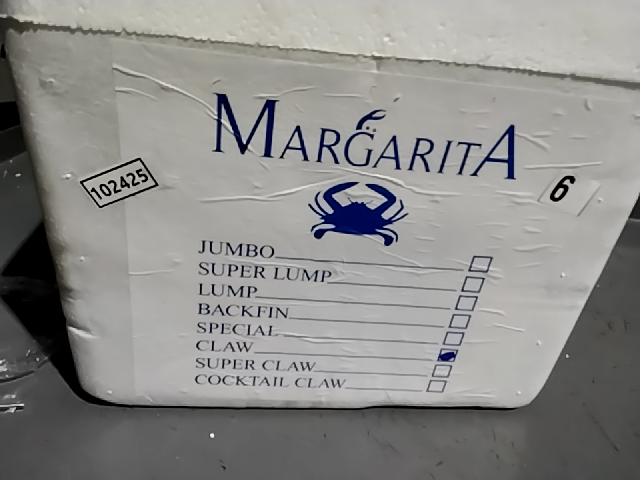 MARGARITA
102425
6
JUMBO
SUPER LUMP
LUMP
BACKFIN
SPECIAL
CLAW
SUPER CLAW
COCKTAIL CLAW